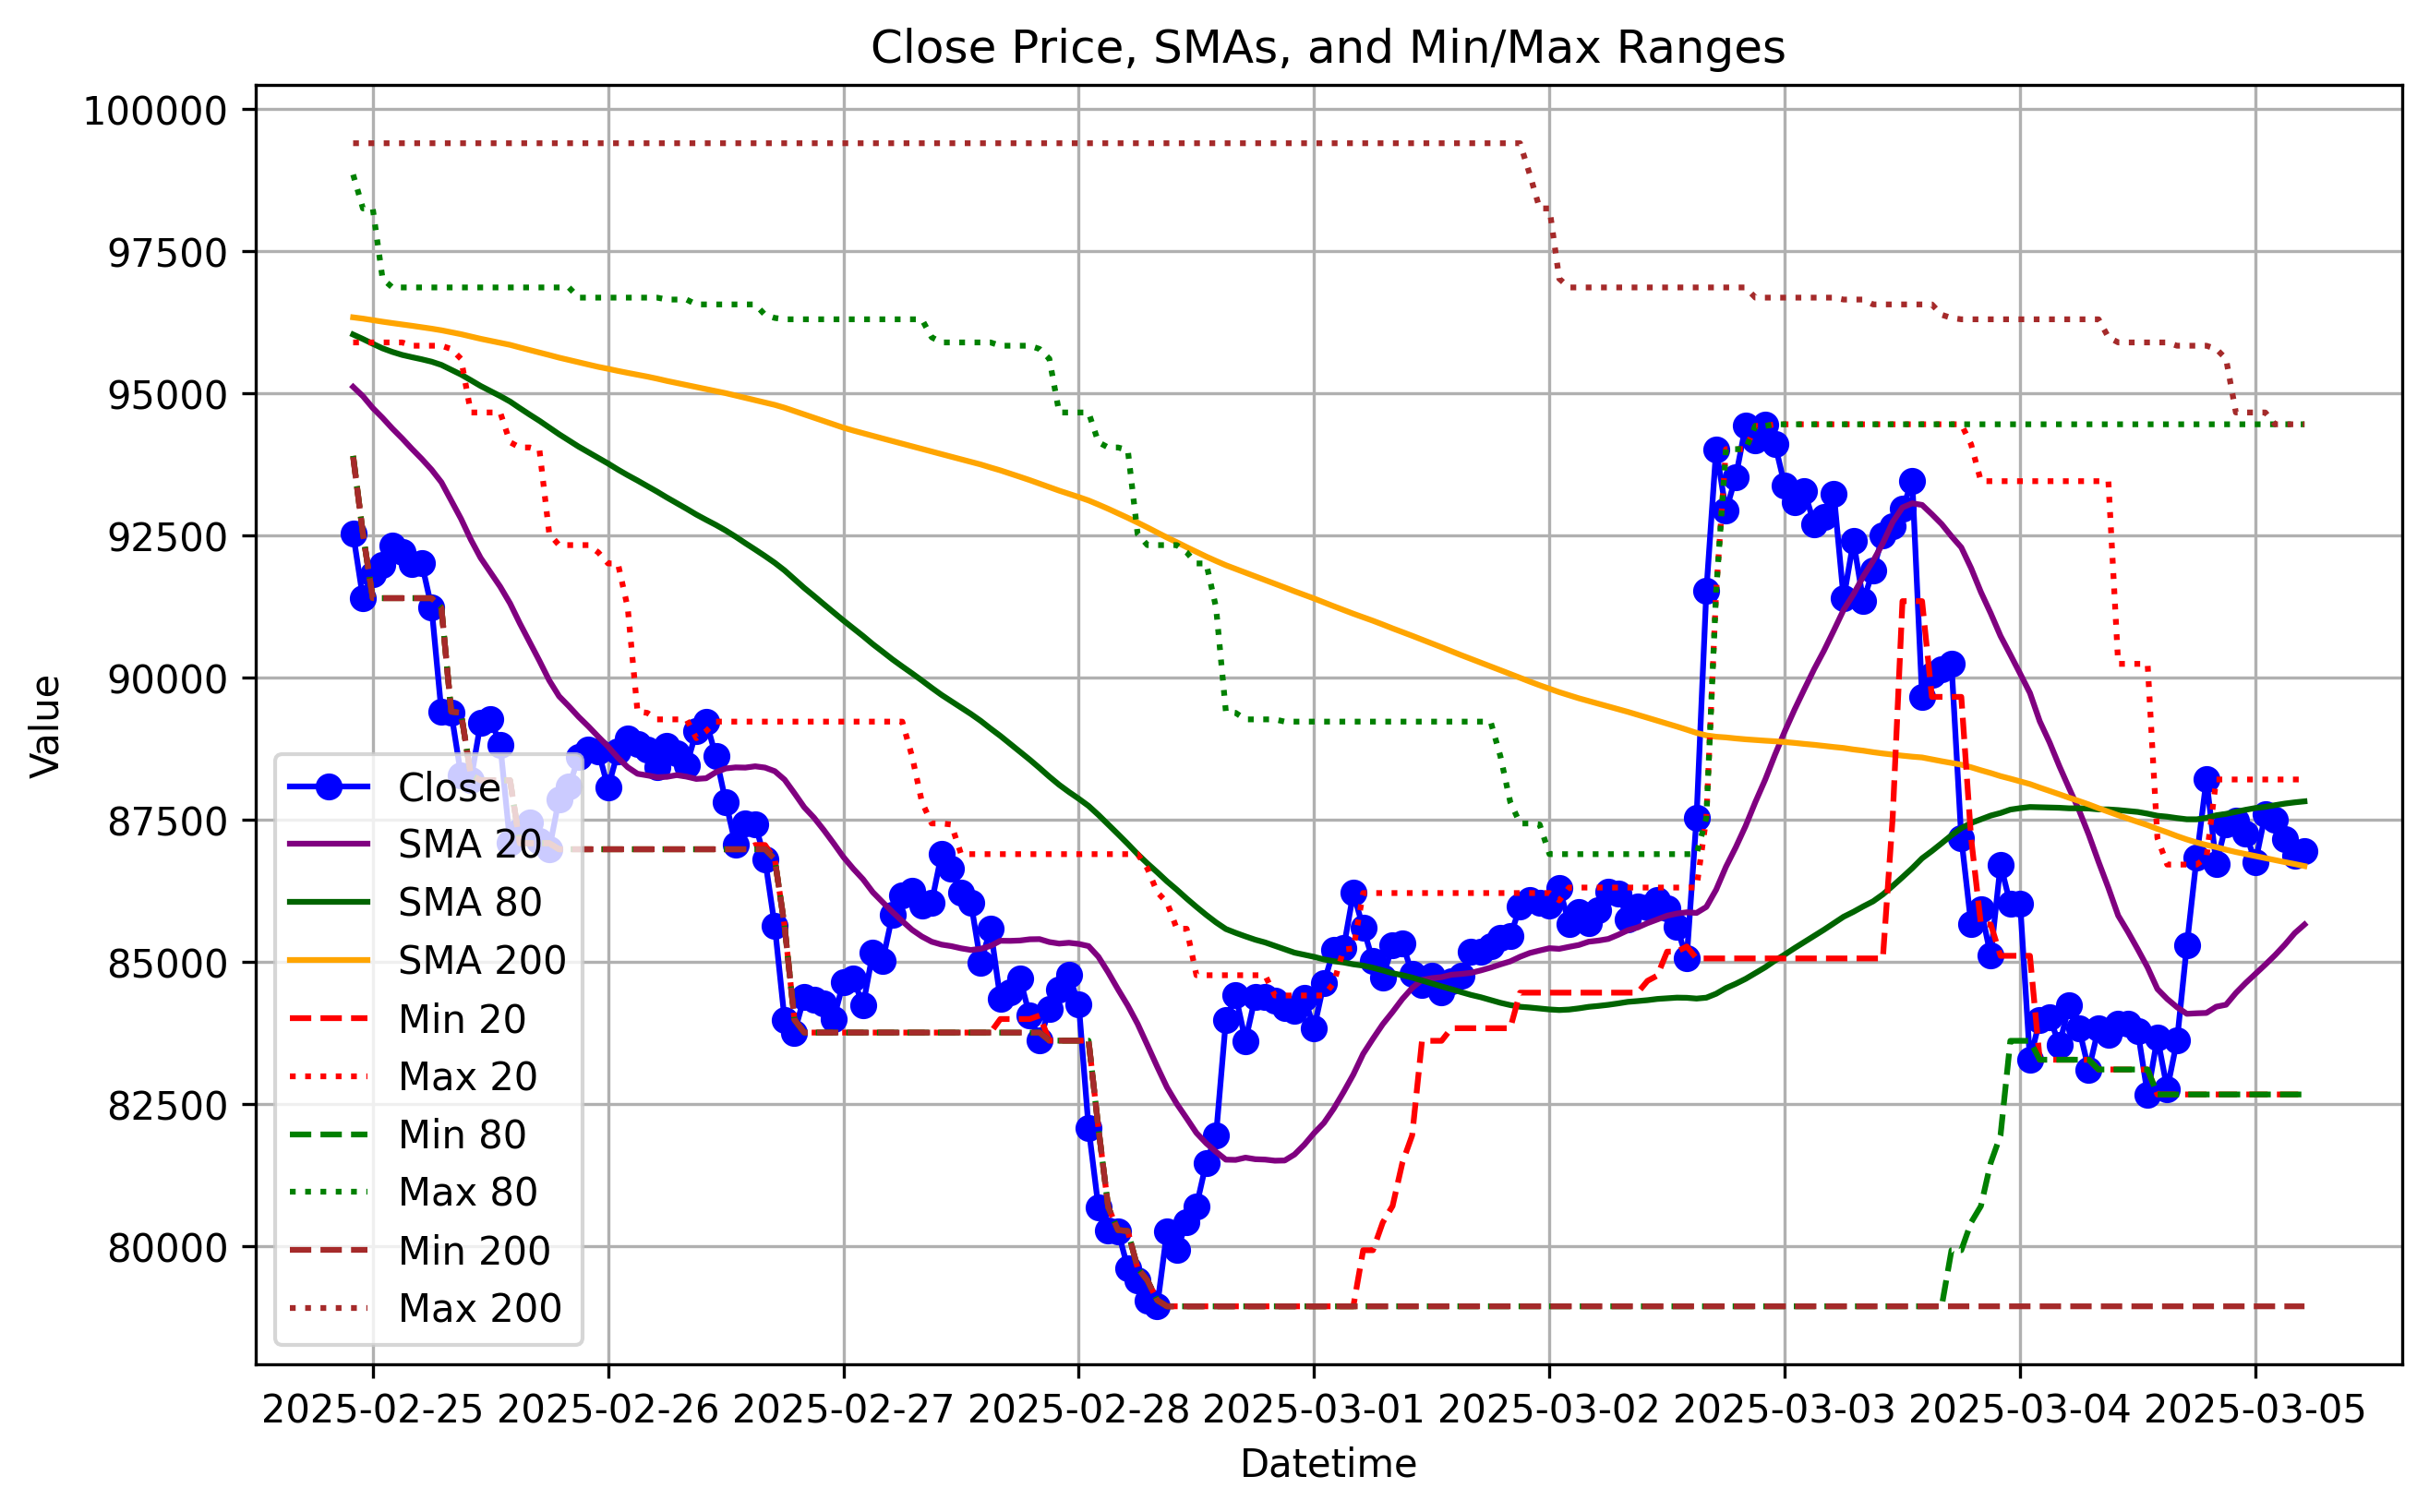 Close Price, SMAs, and Min/Max Ranges
100000
97500
95000
92500
90000
87500
85000
82500
80000
Value
Close
SMA 20
SMA 80
SMA 200
Min 20
Max 20
Min 80
Max 80
Min 200
Max 200
2025-02-25 2025-02-26 2025-02-27 2025-02-28 2025-03-01 2025-03-02 2025-03-03 2025-03-04 2025-03-05
Datetime